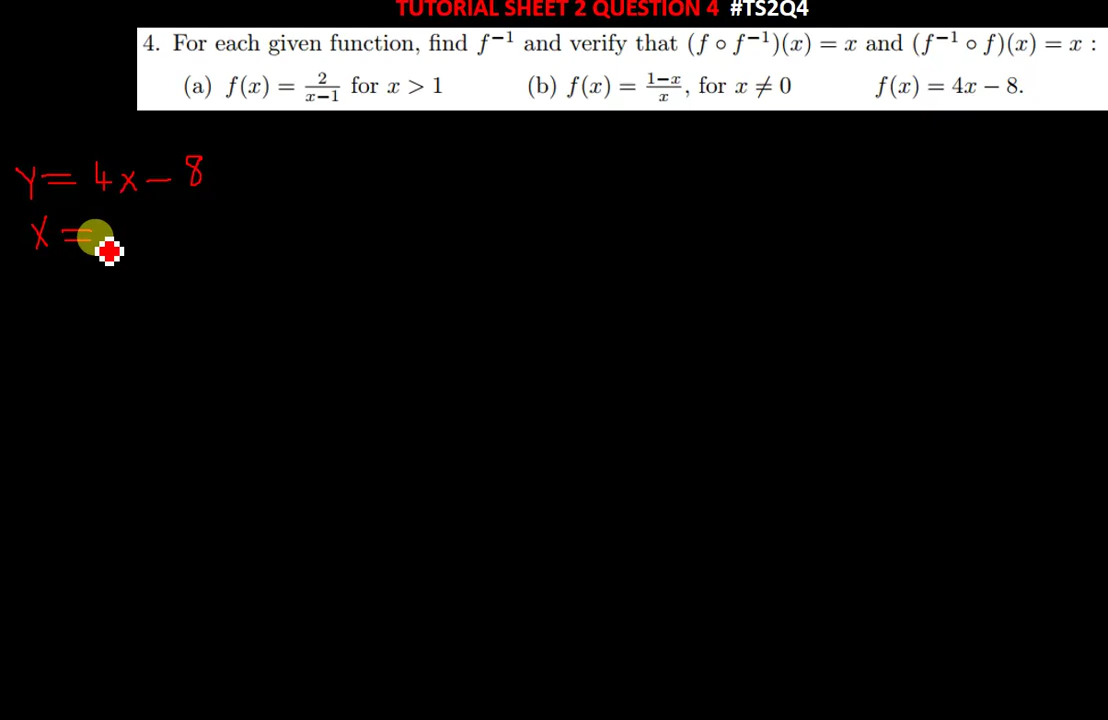 TUTORIAL SHEET 2 QUESTION 4 #TS2Q4
4. For each given function, find f⁻¹ and verify that (f ∘ f⁻¹)(x) = x and (f⁻¹ ∘ f)(x) = x :
(a) f(x) = 2/(x−1) for x > 1 (b) f(x) = (1−x)/x, for x ≠ 0 f(x) = 4x − 8.
y = 4x − 8
x =